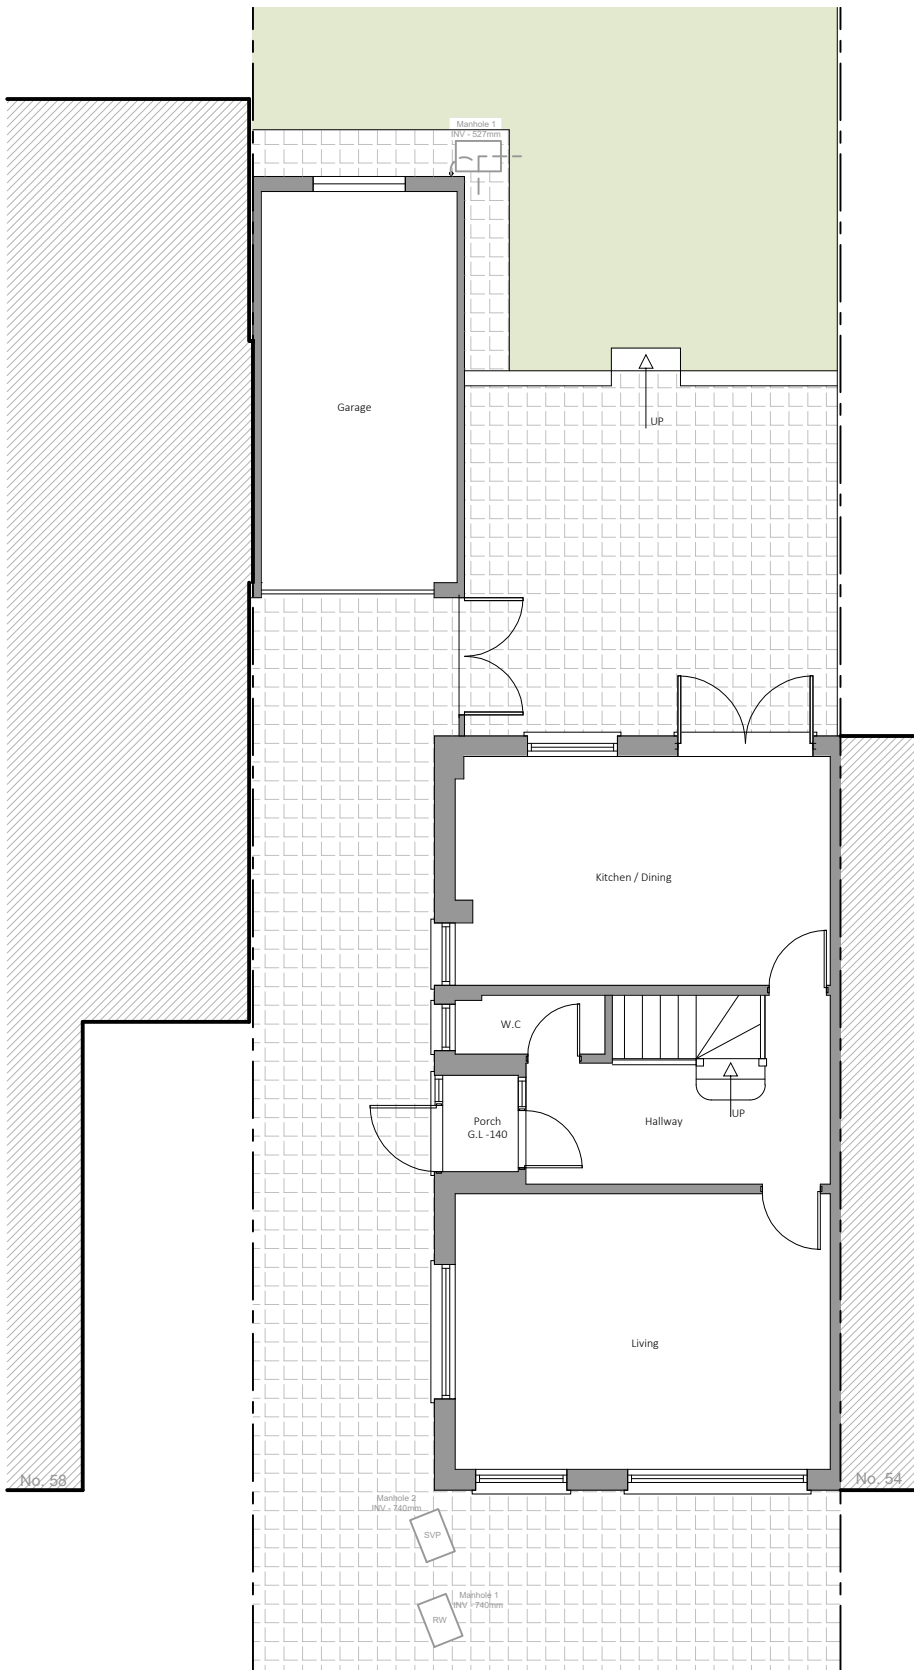 Manhole 1
INV - 527mm
Garage
UP
Kitchen / Dining
W.C
Porch
G.L -140
Hallway
UP
Living
No. 58
No. 54
Manhole 2
INV - 740mm
SVP
Manhole 1
INV - 740mm
RW